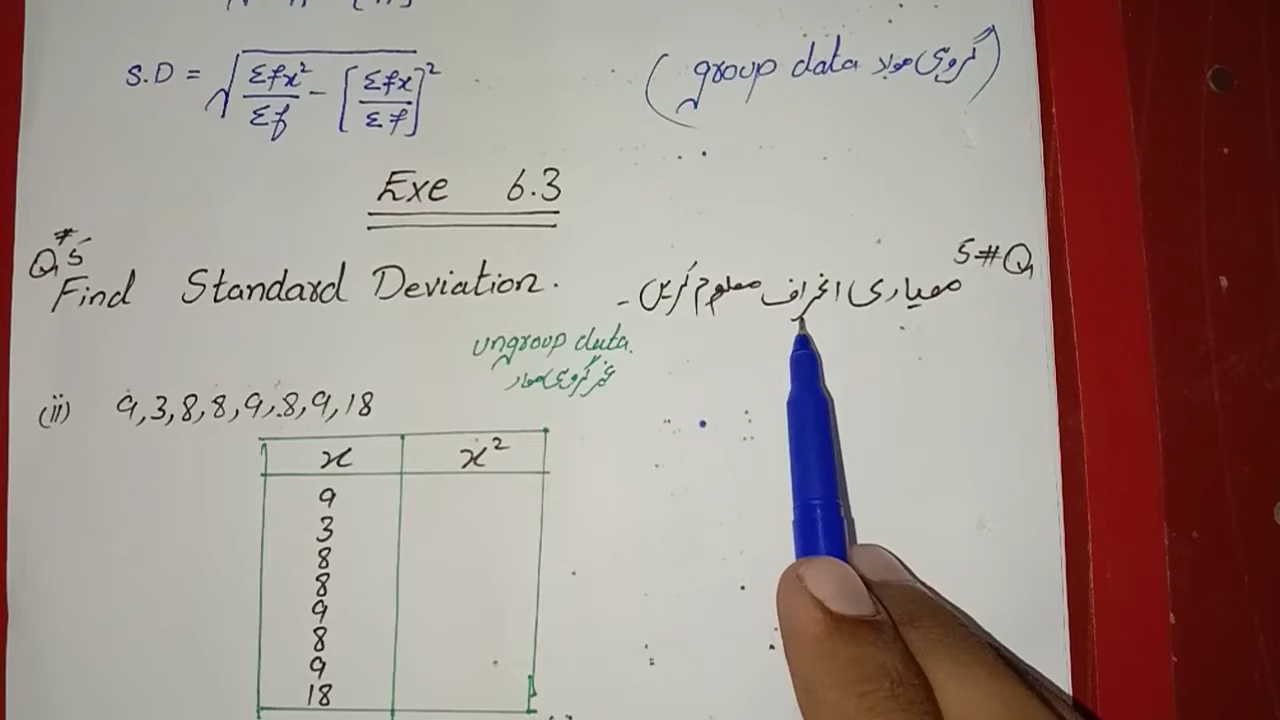 S.D = √ Σfx²/Σf − [Σfx/Σf]²
(group data گروہی مواد)
Exe 6.3
Q#5
Find Standard Deviation.
Q#5
معیاری انحراف معلوم کریں ۔
ungroup data.
غیر گروہی مواد
(ii) 9,3,8,8,9,8,9,18
x x²
9
3
8
8
9
8
9
18